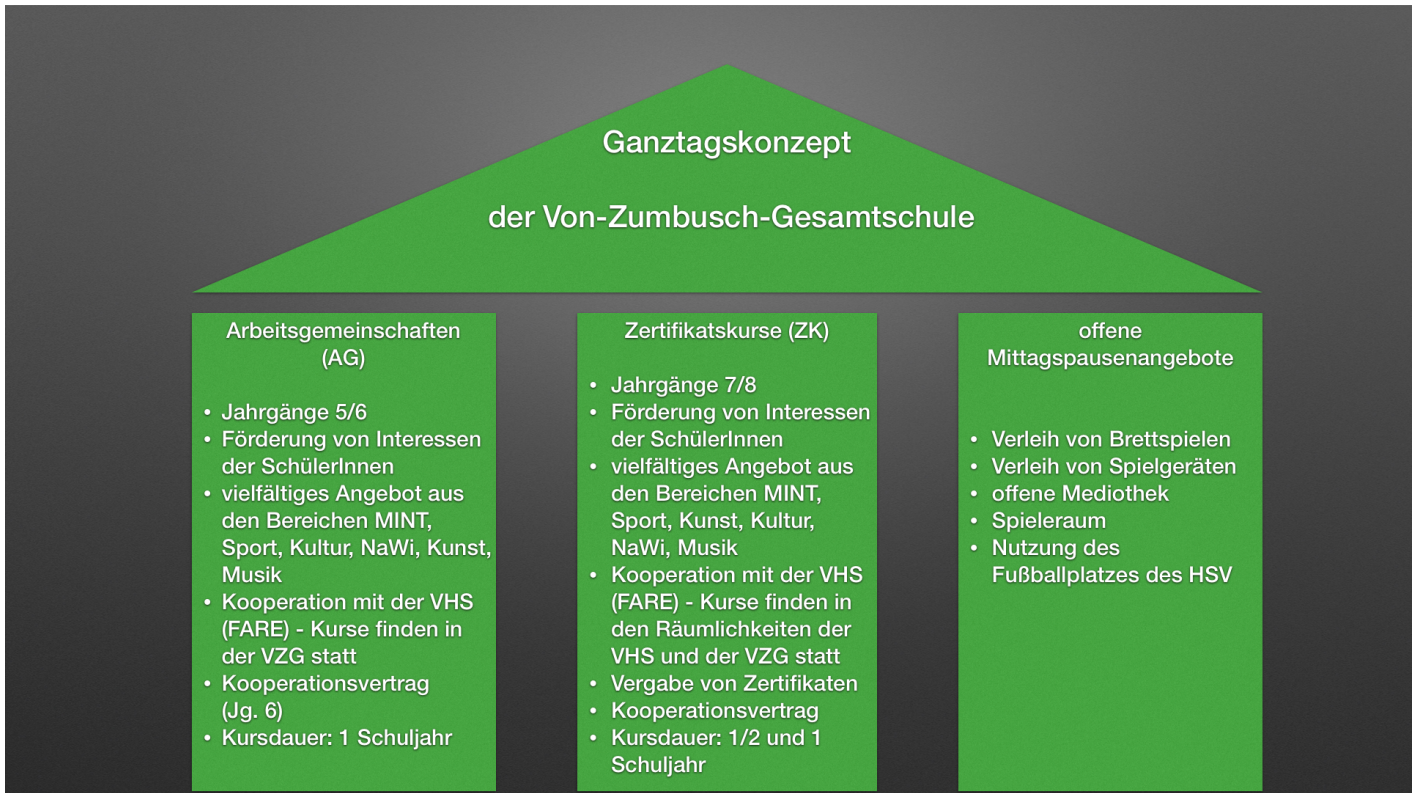 Ganztagskonzept
der Von-Zumbusch-Gesamtschule
Arbeitsgemeinschaften
(AG)
• Jahrgänge 5/6
• Förderung von Interessen
der SchülerInnen
• vielfältiges Angebot aus
den Bereichen MINT,
Sport, Kultur, NaWi, Kunst,
Musik
• Kooperation mit der VHS
(FARE) - Kurse finden in
der VZG statt
• Kooperationsvertrag
(Jg. 6)
• Kursdauer: 1 Schuljahr
Zertifikatskurse (ZK)
• Jahrgänge 7/8
• Förderung von Interessen
der SchülerInnen
• vielfältiges Angebot aus
den Bereichen MINT,
Sport, Kunst, Kultur,
NaWi, Musik
• Kooperation mit der VHS
(FARE) - Kurse finden in
den Räumlichkeiten der
VHS und der VZG statt
• Vergabe von Zertifikaten
• Kooperationsvertrag
• Kursdauer: 1/2 und 1
Schuljahr
offene
Mittagspausenangebote
• Verleih von Brettspielen
• Verleih von Spielgeräten
• offene Mediothek
• Spieleraum
• Nutzung des
Fußballplatzes des HSV